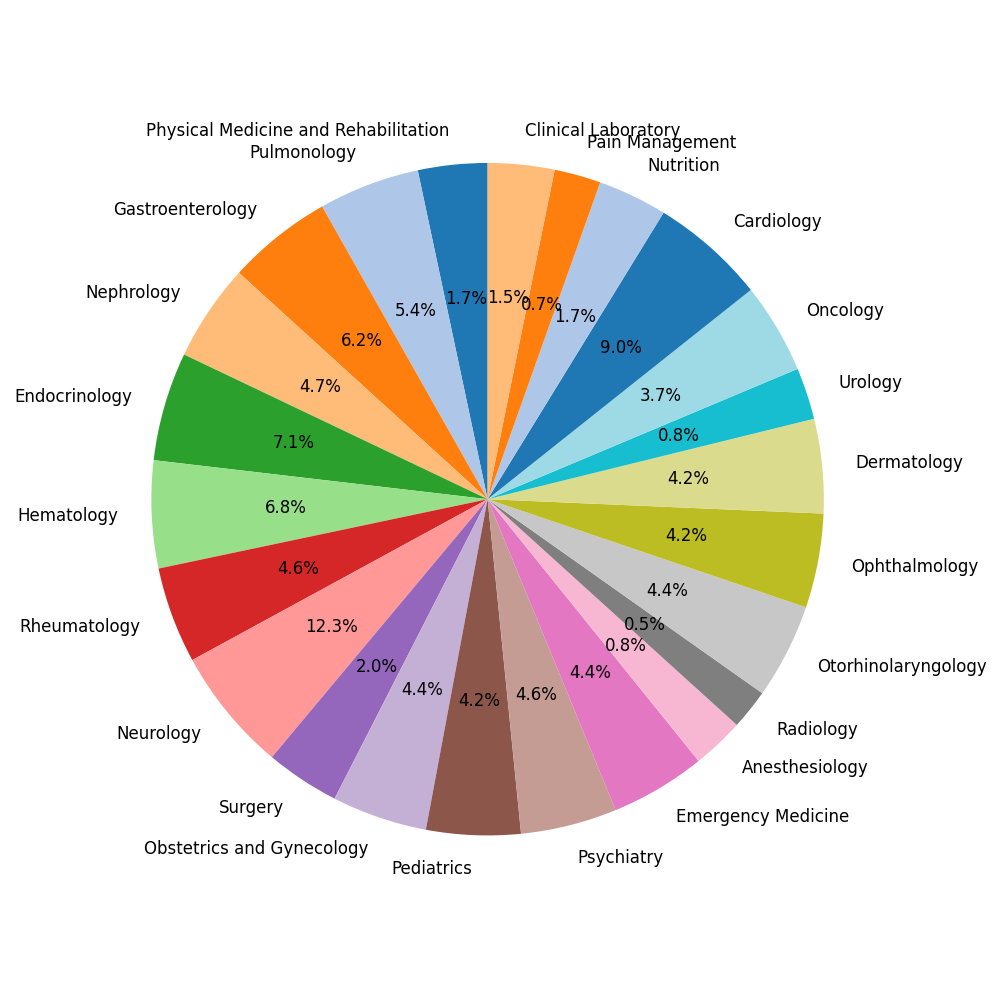 Physical Medicine and Rehabilitation
Clinical Laboratory
Pain Management
Pulmonology
Nutrition
Gastroenterology
Cardiology
Nephrology
Oncology
Urology
Endocrinology
Dermatology
Hematology
Ophthalmology
Rheumatology
Otorhinolaryngology
Neurology
Radiology
Anesthesiology
Surgery
Emergency Medicine
Obstetrics and Gynecology
Psychiatry
Pediatrics
1.7%
1.5%
0.7%
1.7%
5.4%
6.2%
9.0%
4.7%
3.7%
0.8%
7.1%
4.2%
6.8%
4.2%
4.6%
4.4%
0.5%
12.3%
0.8%
2.0%
4.4%
4.4%
4.6%
4.2%